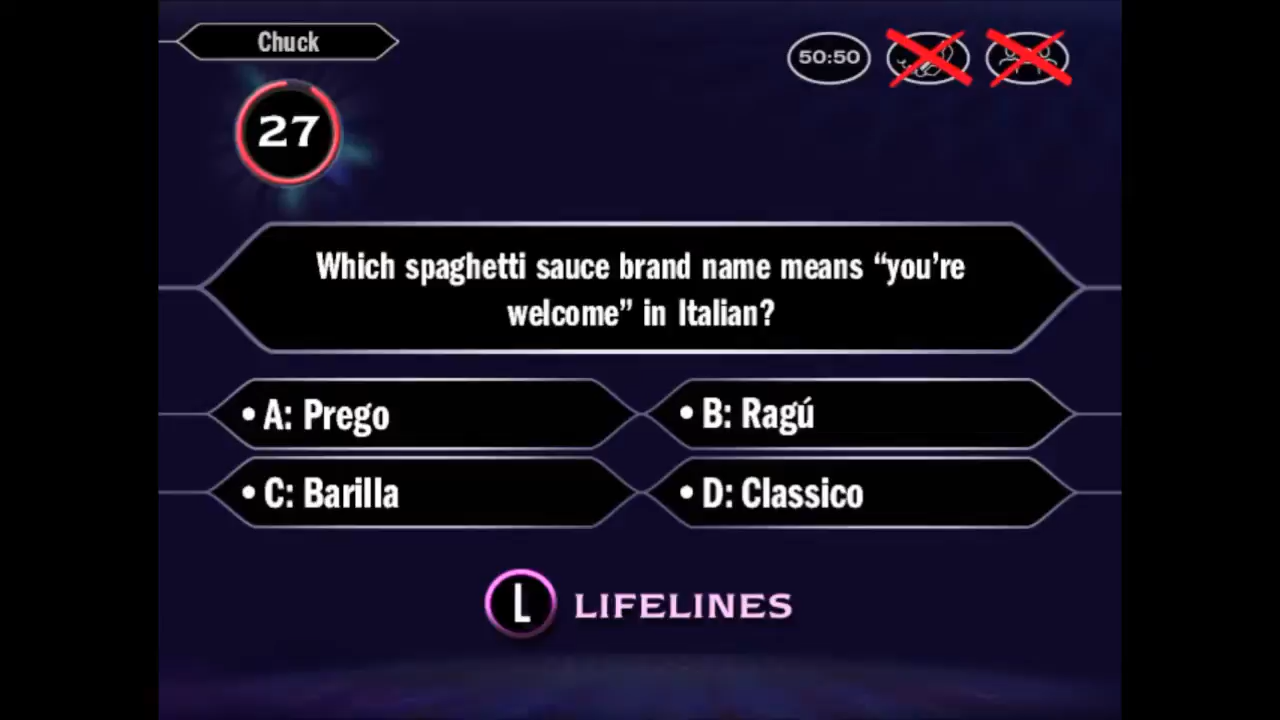 Chuck
50:50
27
Which spaghetti sauce brand name means “you’re
welcome” in Italian?
• A: Prego
• B: Ragú
• C: Barilla
• D: Classico
L LIFELINES